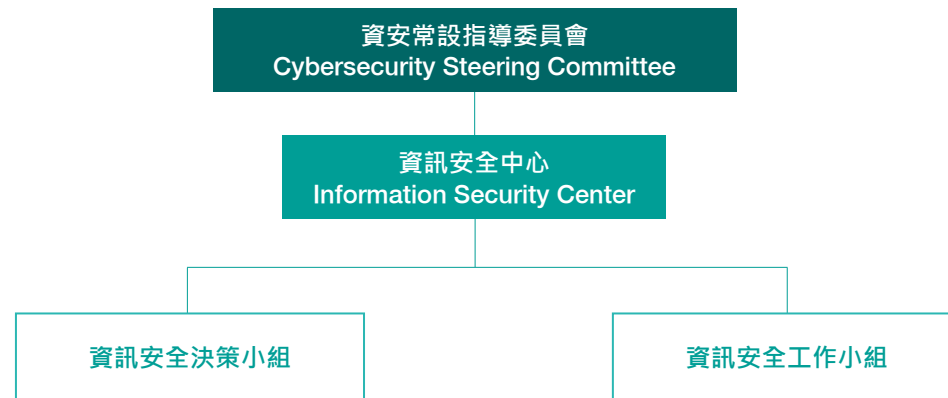 資安常設指導委員會
Cybersecurity Steering Committee
資訊安全中心
Information Security Center
資訊安全決策小組
資訊安全工作小組